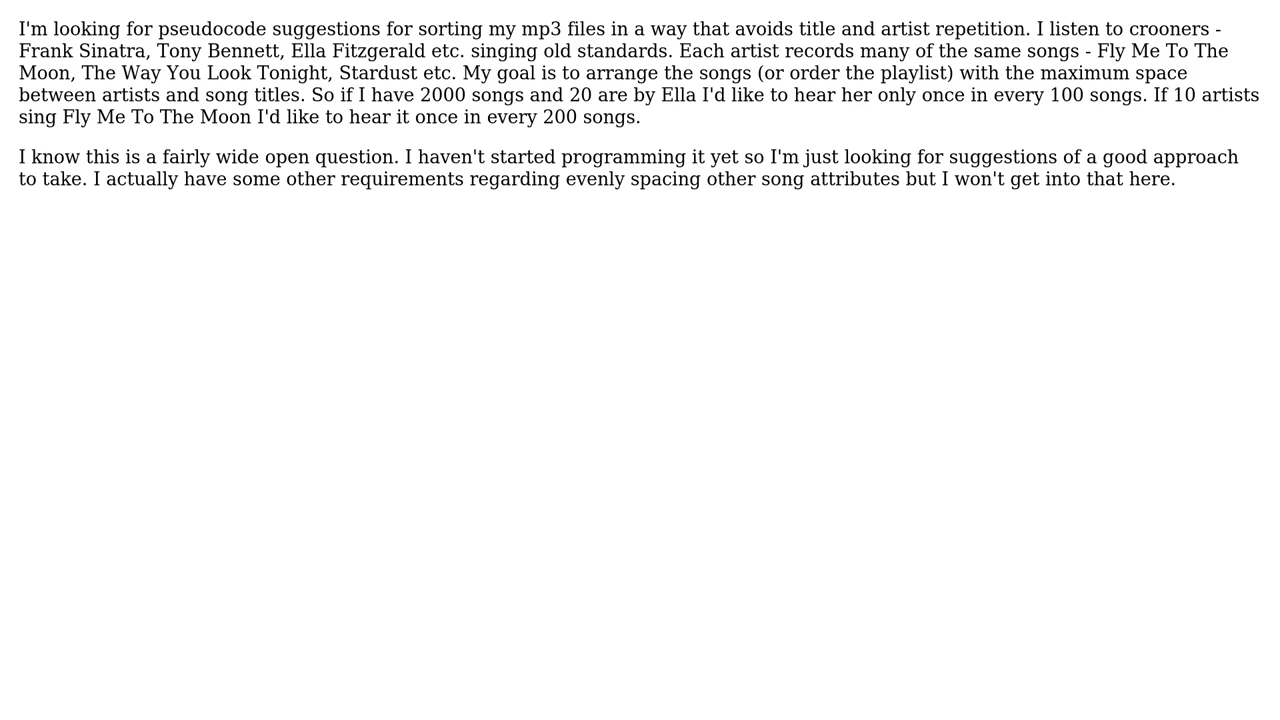 I'm looking for pseudocode suggestions for sorting my mp3 files in a way that avoids title and artist repetition. I listen to crooners -
Frank Sinatra, Tony Bennett, Ella Fitzgerald etc. singing old standards. Each artist records many of the same songs - Fly Me To The
Moon, The Way You Look Tonight, Stardust etc. My goal is to arrange the songs (or order the playlist) with the maximum space
between artists and song titles. So if I have 2000 songs and 20 are by Ella I'd like to hear her only once in every 100 songs. If 10 artists
sing Fly Me To The Moon I'd like to hear it once in every 200 songs.
I know this is a fairly wide open question. I haven't started programming it yet so I'm just looking for suggestions of a good approach
to take. I actually have some other requirements regarding evenly spacing other song attributes but I won't get into that here.